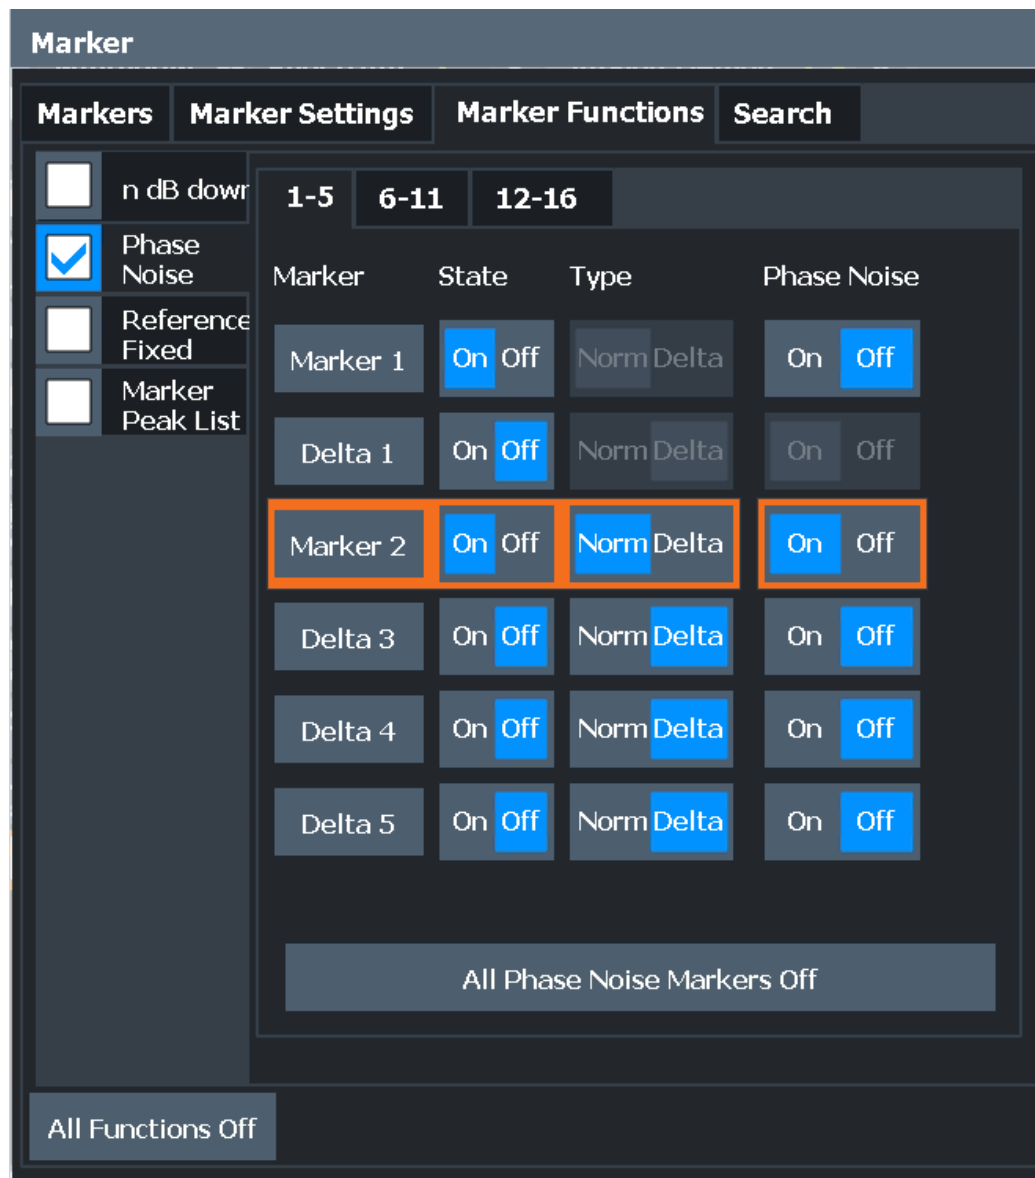 Marker
Markers Marker Settings Marker Functions Search
n dB down
Phase
Noise
Reference
Fixed
Marker
Peak List
1-5 6-11 12-16
Marker State Type Phase Noise
Marker 1 On Off Norm Delta On Off
Delta 1 On Off Norm Delta On Off
Marker 2 On Off Norm Delta On Off
Delta 3 On Off Norm Delta On Off
Delta 4 On Off Norm Delta On Off
Delta 5 On Off Norm Delta On Off
All Phase Noise Markers Off
All Functions Off